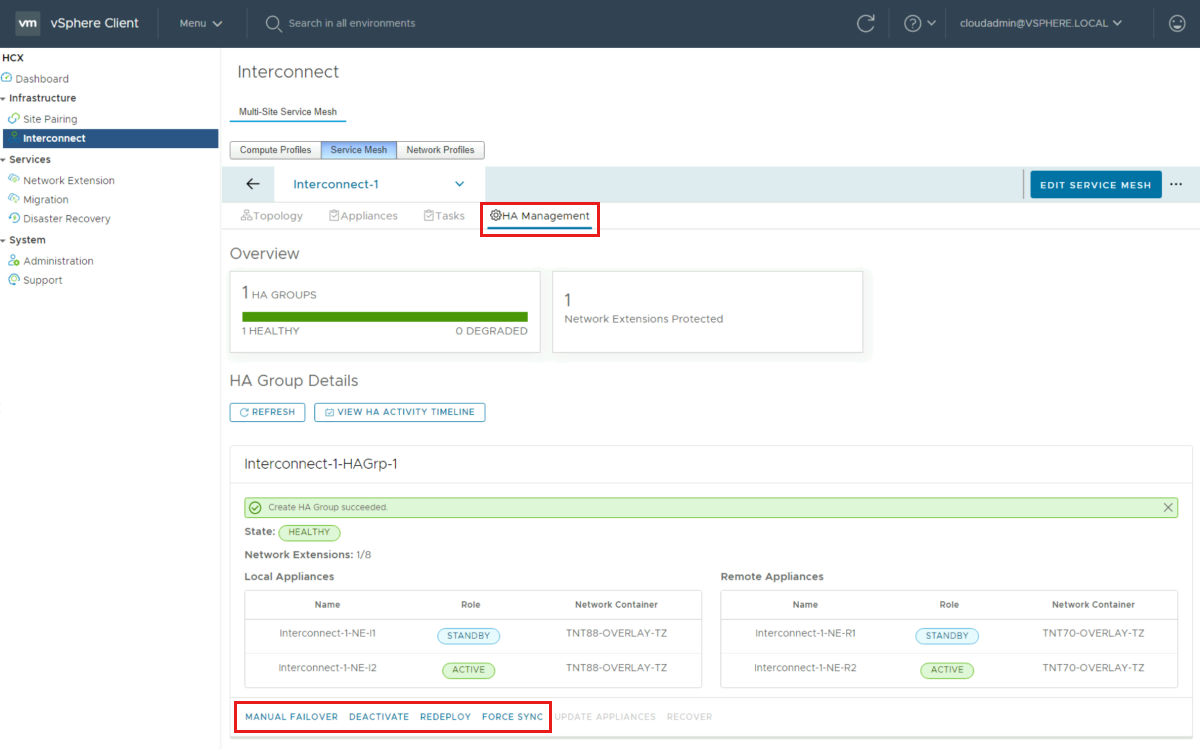 vm vSphere Client Menu Search in all environments cloudadmin@VSPHERE.LOCAL
HCX
Dashboard
Infrastructure
Site Pairing
Interconnect
Services
Network Extension
Migration
Disaster Recovery
System
Administration
Support
Interconnect
Multi-Site Service Mesh
Compute Profiles Service Mesh Network Profiles
Interconnect-1 EDIT SERVICE MESH
Topology Appliances Tasks HA Management
Overview
1 HA GROUPS
1 HEALTHY 0 DEGRADED
1
Network Extensions Protected
HA Group Details
REFRESH VIEW HA ACTIVITY TIMELINE
Interconnect-1-HAGrp-1
Create HA Group succeeded.
State: HEALTHY
Network Extensions: 1/8
Local Appliances
Name Role Network Container
Interconnect-1-NE-I1 STANDBY TNT88-OVERLAY-TZ
Interconnect-1-NE-I2 ACTIVE TNT88-OVERLAY-TZ
Remote Appliances
Name Role Network Container
Interconnect-1-NE-R1 STANDBY TNT70-OVERLAY-TZ
Interconnect-1-NE-R2 ACTIVE TNT70-OVERLAY-TZ
MANUAL FAILOVER DEACTIVATE REDEPLOY FORCE SYNC UPDATE APPLIANCES RECOVER